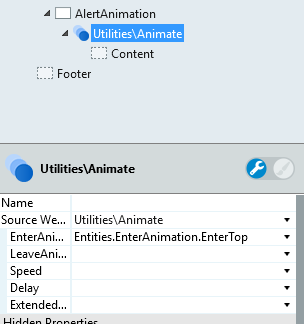 AlertAnimation
Utilities\Animate
Content
Footer
Utilities\Animate
Name
Source We... Utilities\Animate
EnterAni... Entities.EnterAnimation.EnterTop
LeaveAni...
Speed
Delay
Extended...
Hidden Properties